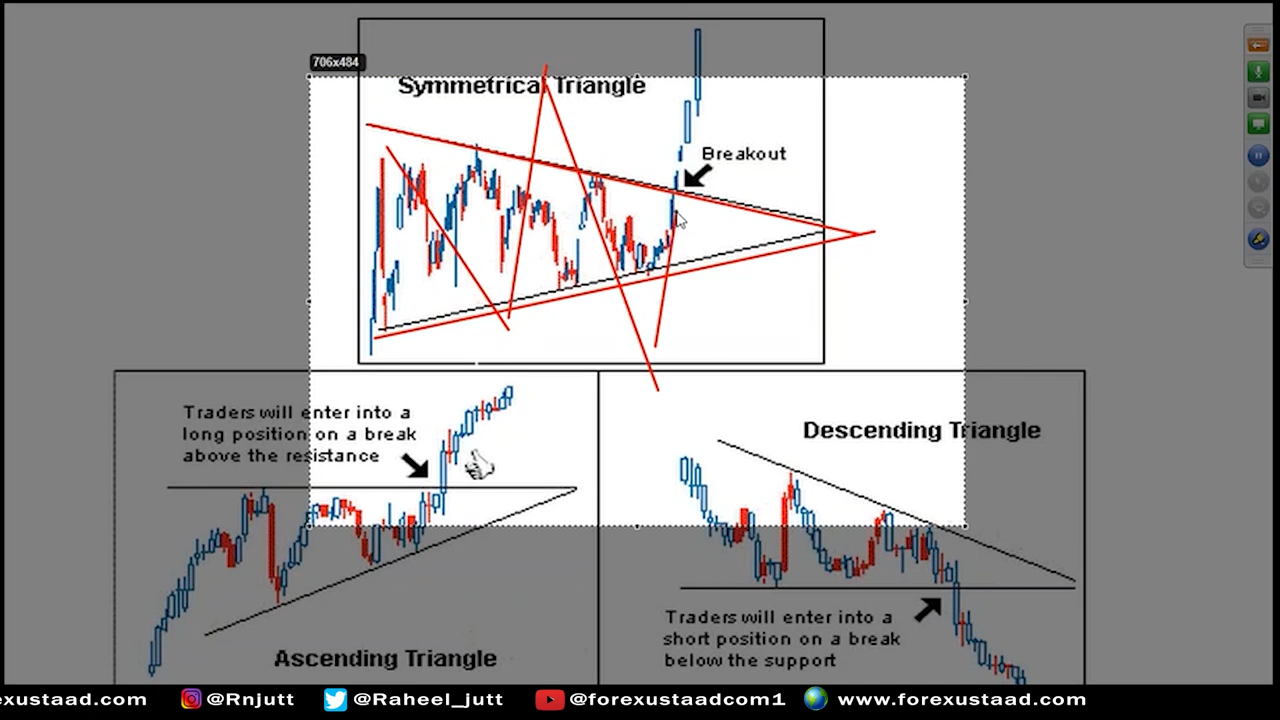 706x484
Symmetrical Triangle
Breakout
Traders will enter into a
long position on a break
above the resistance
Ascending Triangle
Descending Triangle
Traders will enter into a
short position on a break
below the support
exustaad.com @Rnjutt @Raheel_jutt @forexustaadcom1 www.forexustaad.com